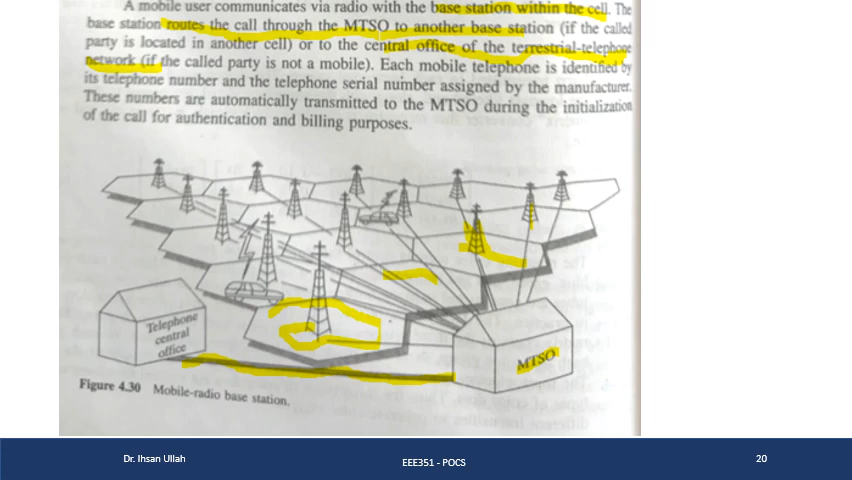 A mobile user communicates via radio with the base station within the cell. The
base station routes the call through the MTSO to another base station (if the called
party is located in another cell) or to the central office of the terrestrial-telephone
network (if the called party is not a mobile). Each mobile telephone is identified by
its telephone number and the telephone serial number assigned by the manufacturer.
These numbers are automatically transmitted to the MTSO during the initialization
of the call for authentication and billing purposes.
Telephone
central
office
MTSO
Figure 4.30 Mobile-radio base station.
Dr. Ihsan Ullah
EEE351 - POCS
20